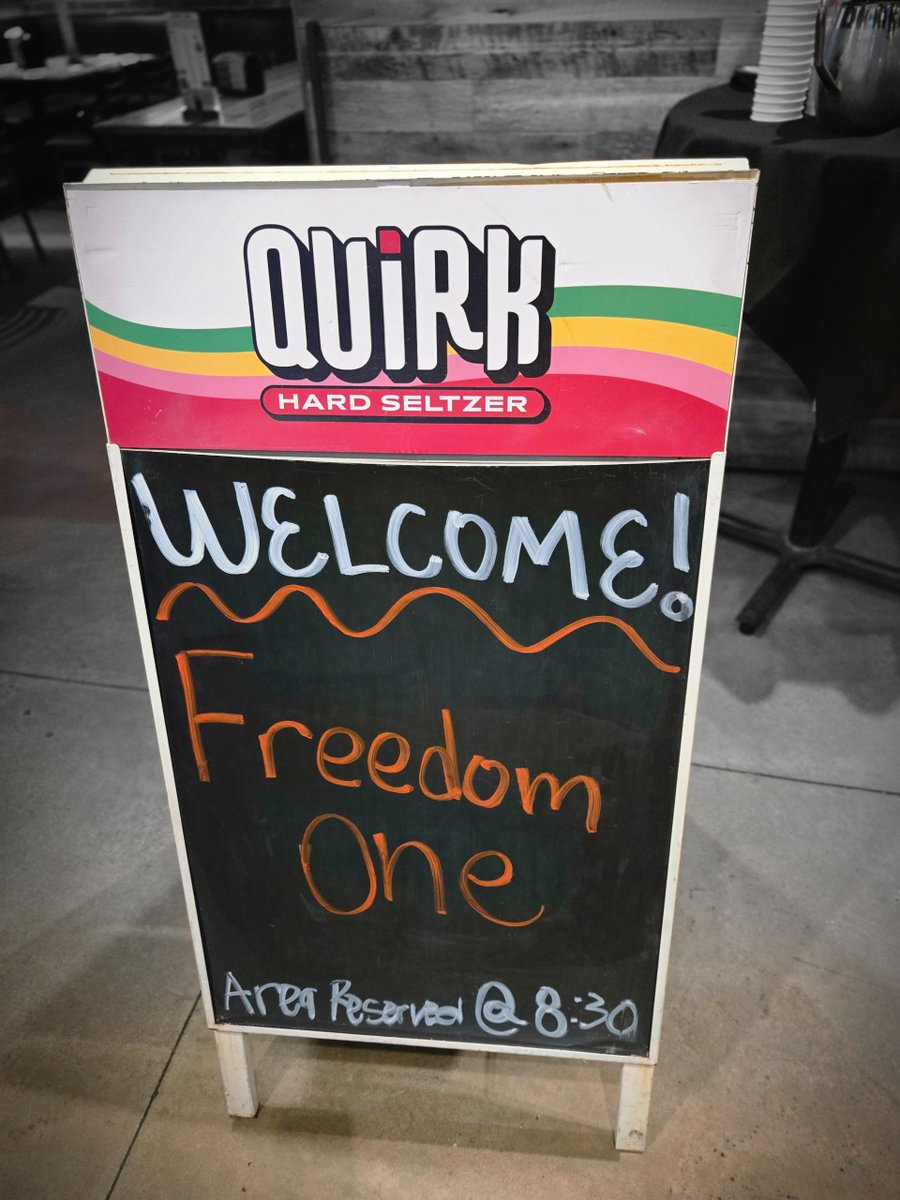 QUiRK
HARD SELTZER
WELCOME!
Freedom
One
Area Reserved @ 8:30